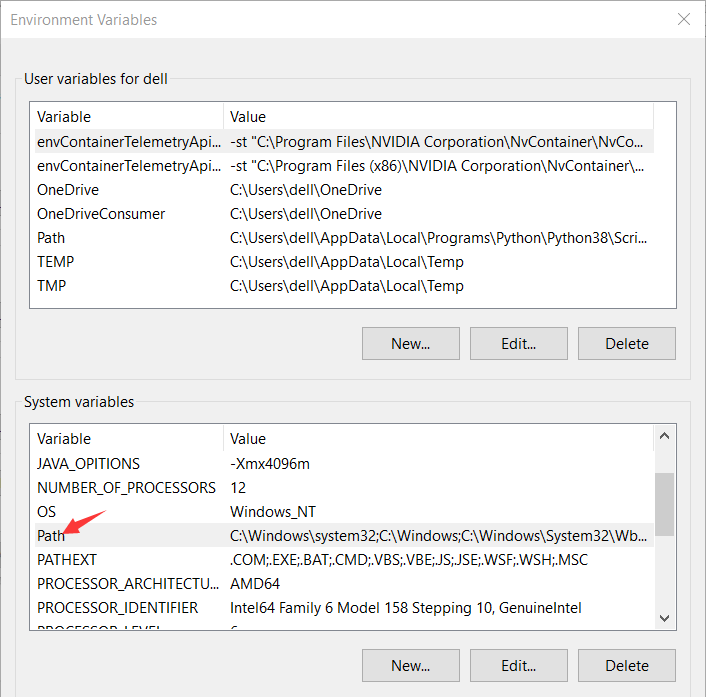 Environment Variables
User variables for dell
Variable Value
envContainerTelemetryApi... -st "C:\Program Files\NVIDIA Corporation\NvContainer\NvCo...
envContainerTelemetryApi... -st "C:\Program Files (x86)\NVIDIA Corporation\NvContainer\...
OneDrive C:\Users\dell\OneDrive
OneDriveConsumer C:\Users\dell\OneDrive
Path C:\Users\dell\AppData\Local\Programs\Python\Python38\Scri...
TEMP C:\Users\dell\AppData\Local\Temp
TMP C:\Users\dell\AppData\Local\Temp
New... Edit... Delete
System variables
Variable Value
JAVA_OPITIONS -Xmx4096m
NUMBER_OF_PROCESSORS 12
OS Windows_NT
Path C:\Windows\system32;C:\Windows;C:\Windows\System32\Wb...
PATHEXT .COM;.EXE;.BAT;.CMD;.VBS;.VBE;.JS;.JSE;.WSF;.WSH;.MSC
PROCESSOR_ARCHITECTU... AMD64
PROCESSOR_IDENTIFIER Intel64 Family 6 Model 158 Stepping 10, GenuineIntel
PROCESSOR_LEVEL 6
New... Edit... Delete